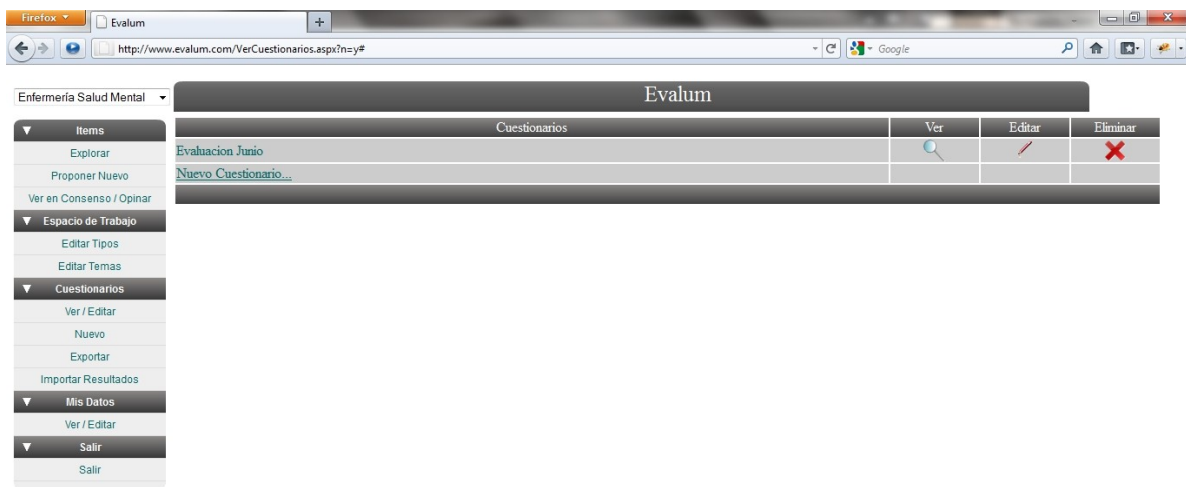 Firefox
Evalum
http://www.evalum.com/VerCuestionarios.aspx?n=y#
Google
Enfermería Salud Mental
Evalum
Items
Explorar
Proponer Nuevo
Ver en Consenso / Opinar
Espacio de Trabajo
Editar Tipos
Editar Temas
Cuestionarios
Ver / Editar
Nuevo
Exportar
Importar Resultados
Mis Datos
Ver / Editar
Salir
Salir
Cuestionarios Ver Editar Eliminar
Evaluacion Junio
Nuevo Cuestionario...